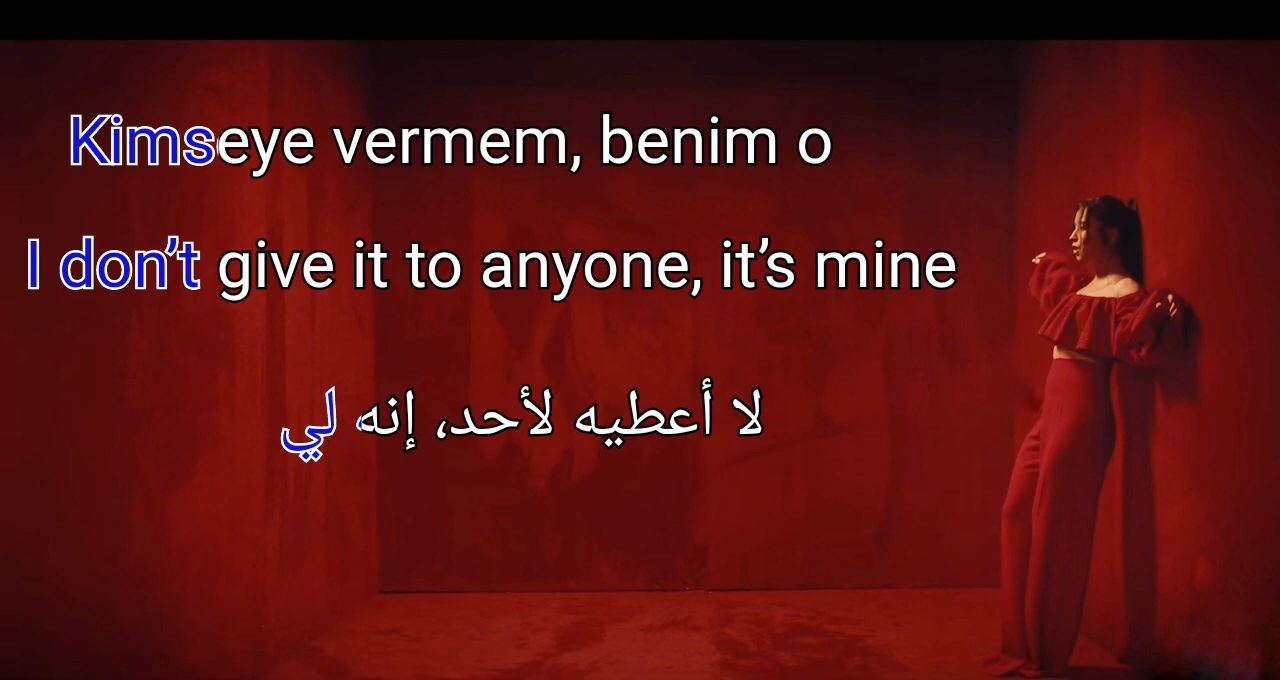 Kimseye vermem, benim o
I don’t give it to anyone, it’s mine
لا أعطيه لأحد، إنه لي